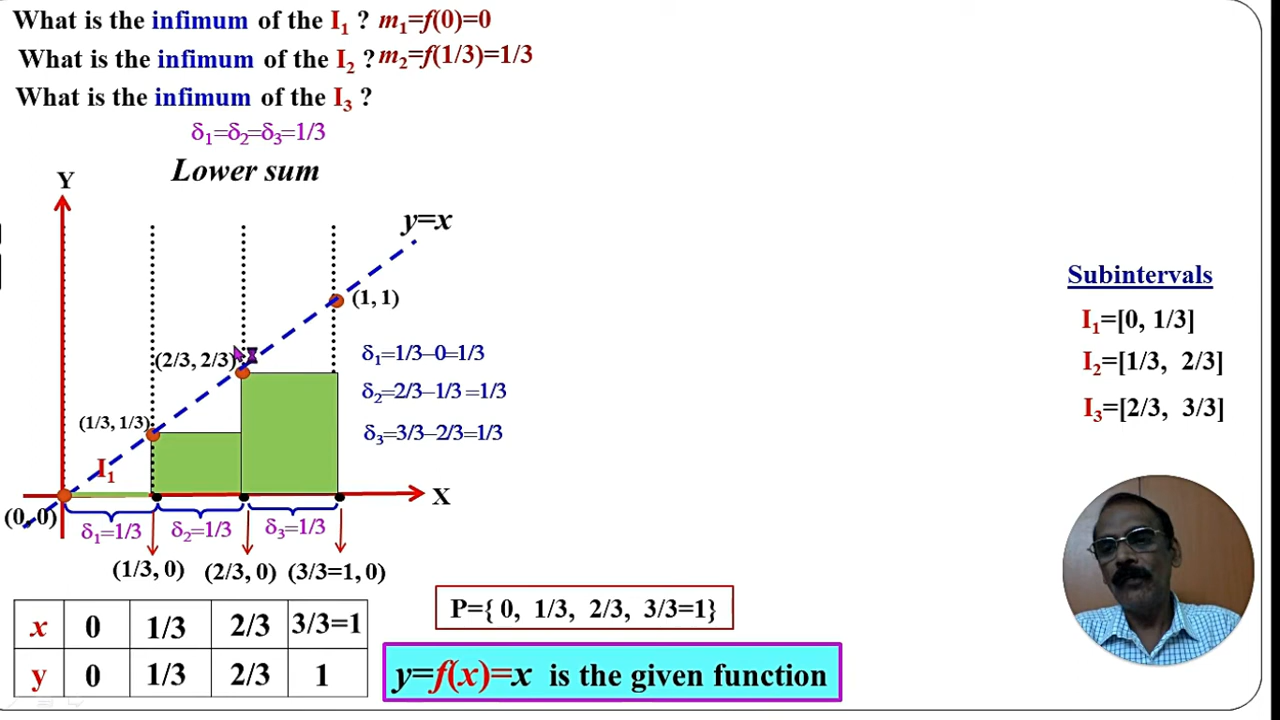 What is the infimum of the I₁ ? m₁=f(0)=0
What is the infimum of the I₂ ? m₂=f(1/3)=1/3
What is the infimum of the I₃ ?
δ₁=δ₂=δ₃=1/3
Lower sum
Y
y=x
(1, 1)
(2/3, 2/3)
(1/3, 1/3)
I₁
(0, 0)
X
δ₁=1/3–0=1/3
δ₂=2/3–1/3=1/3
δ₃=3/3–2/3=1/3
δ₁=1/3 δ₂=1/3 δ₃=1/3
(1/3, 0) (2/3, 0) (3/3=1, 0)
Subintervals
I₁=[0, 1/3]
I₂=[1/3, 2/3]
I₃=[2/3, 3/3]
x 0 1/3 2/3 3/3=1
y 0 1/3 2/3 1
P={ 0, 1/3, 2/3, 3/3=1}
y=f(x)=x is the given function